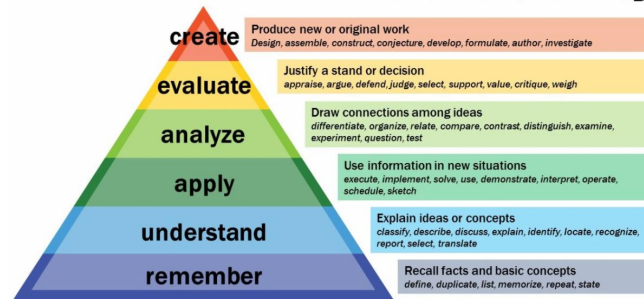 create
Produce new or original work
Design, assemble, construct, conjecture, develop, formulate, author, investigate
evaluate
Justify a stand or decision
appraise, argue, defend, judge, select, support, value, critique, weigh
analyze
Draw connections among ideas
differentiate, organize, relate, compare, contrast, distinguish, examine,
experiment, question, test
apply
Use information in new situations
execute, implement, solve, use, demonstrate, interpret, operate,
schedule, sketch
understand
Explain ideas or concepts
classify, describe, discuss, explain, identify, locate, recognize,
report, select, translate
remember
Recall facts and basic concepts
define, duplicate, list, memorize, repeat, state